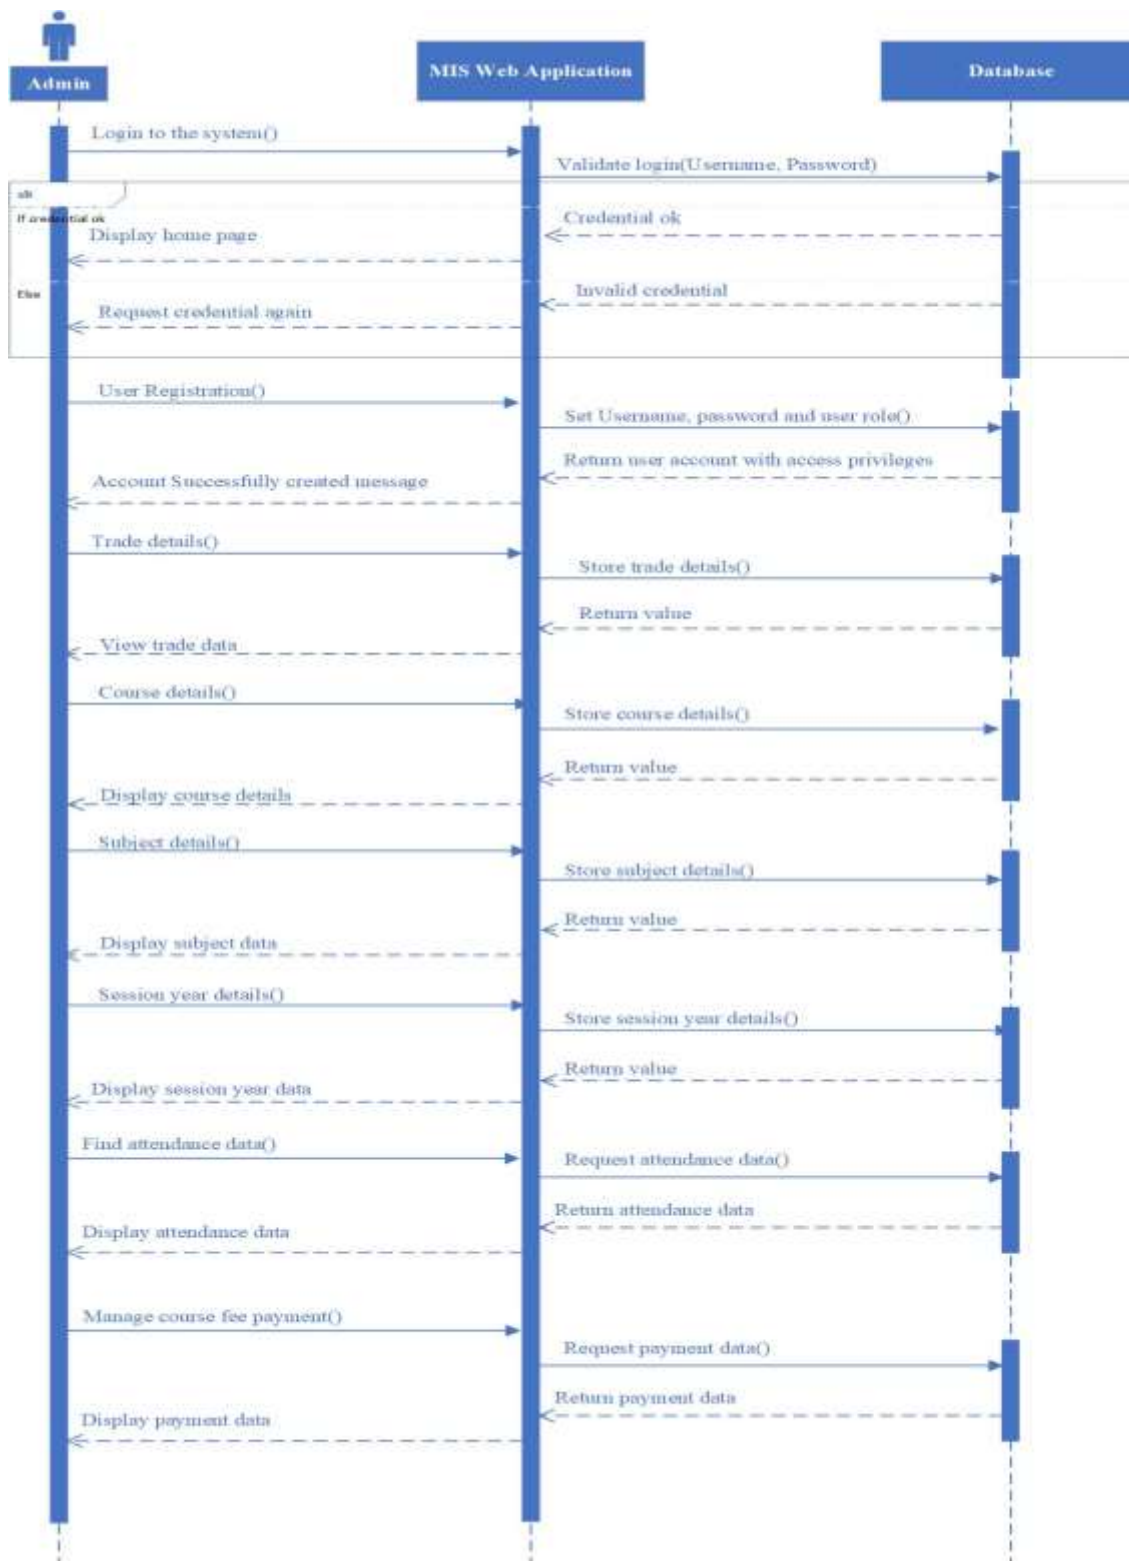 Admin
MIS Web Application
Database
Login to the system()
Validate login(Username, Password)
alt
If credential ok
Credential ok
Display home page
Else
Invalid credential
Request credential again
User Registration()
Set Username, password and user role()
Return user account with access privileges
Account Successfully created message
Trade details()
Store trade details()
Return value
View trade data
Course details()
Store course details()
Return value
Display course details
Subject details()
Store subject details()
Return value
Display subject data
Session year details()
Store session year details()
Return value
Display session year data
Find attendance data()
Request attendance data()
Return attendance data
Display attendance data
Manage course fee payment()
Request payment data()
Return payment data
Display payment data